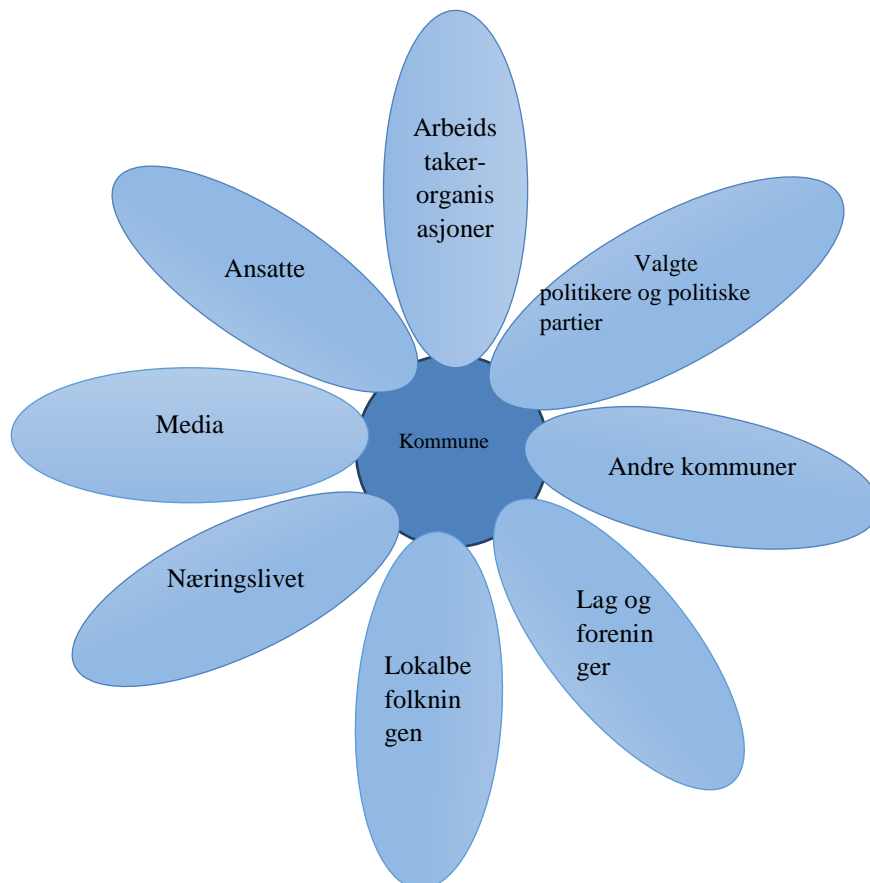 Arbeids
taker-
organis
asjoner
Ansatte
Valgte
politikere og politiske
partier
Media
Kommune
Andre kommuner
Næringslivet
Lag og
forenin
ger
Lokalbe
folknin
gen